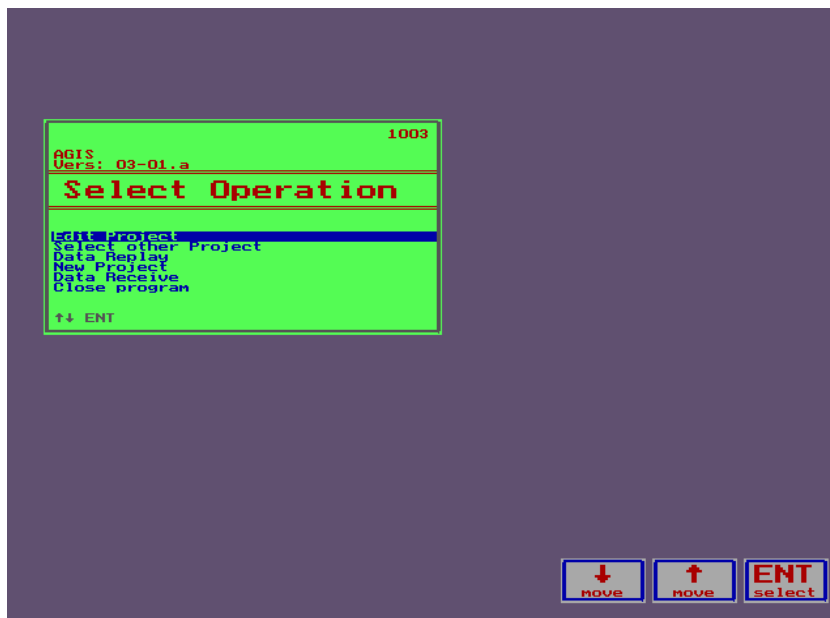 1003
AGIS
Vers: 03-01.a
Select Operation
Edit Project
Select other Project
Data Replay
New Project
Data Receive
Close program
↑↓ ENT
↓ ↑ ENT
move move select